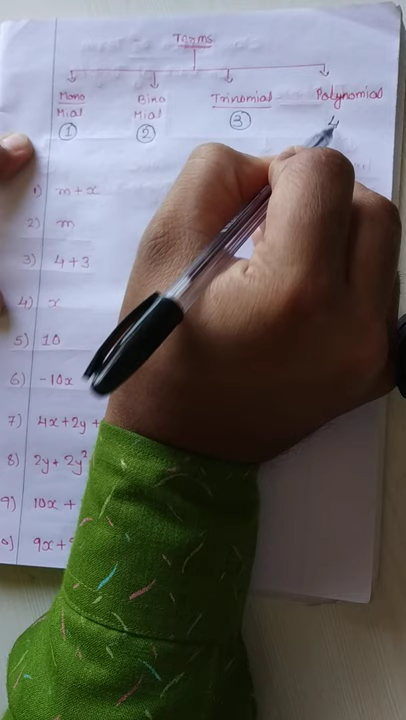 Terms
Mono Bino Trinomial Polynomial
Mial Mial
1 2 3 4
1) m + x
2) m
3) 4 + 3
4) x
5) 10
6) -10x
7) 4x + 2y +
8) 2y + 2y²
9) 10x +
0) 9x +